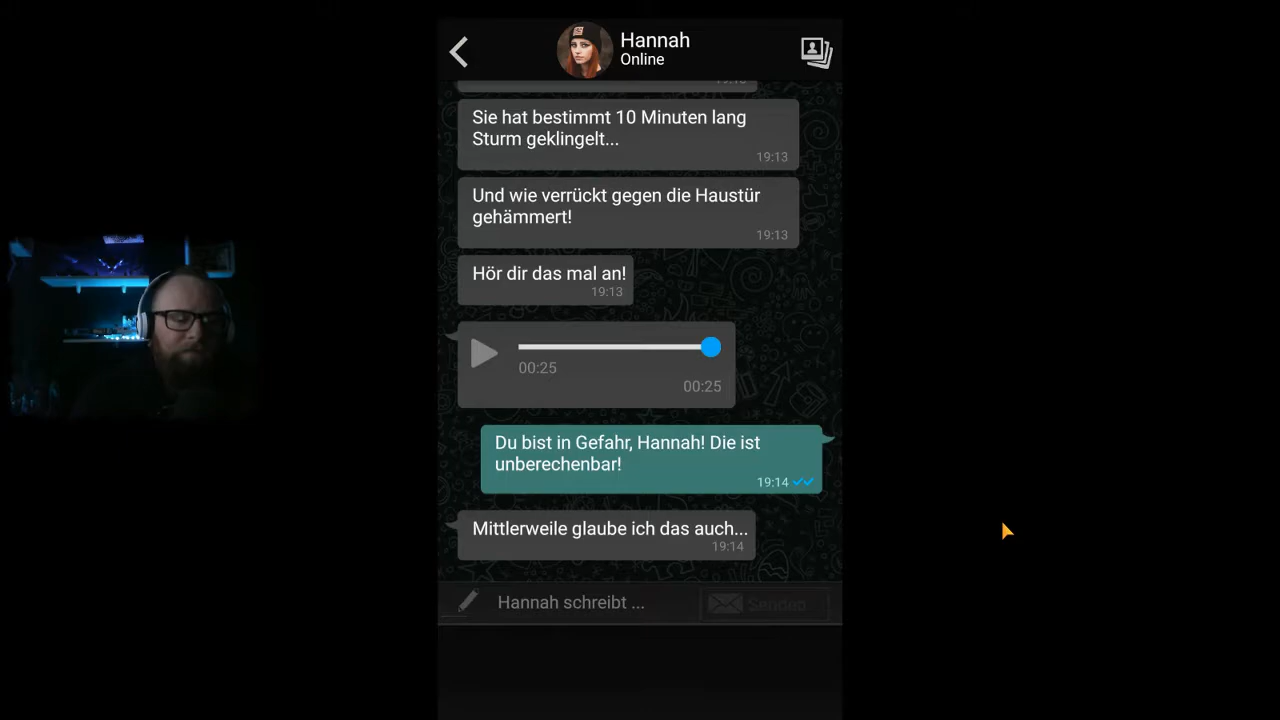 Hannah
Online
Sie hat bestimmt 10 Minuten lang
Sturm geklingelt...
19:13
Und wie verrückt gegen die Haustür
gehämmert!
19:13
Hör dir das mal an!
19:13
00:25
00:25
Du bist in Gefahr, Hannah! Die ist
unberechenbar!
19:14
Mittlerweile glaube ich das auch...
19:14
Hannah schreibt ...
Senden